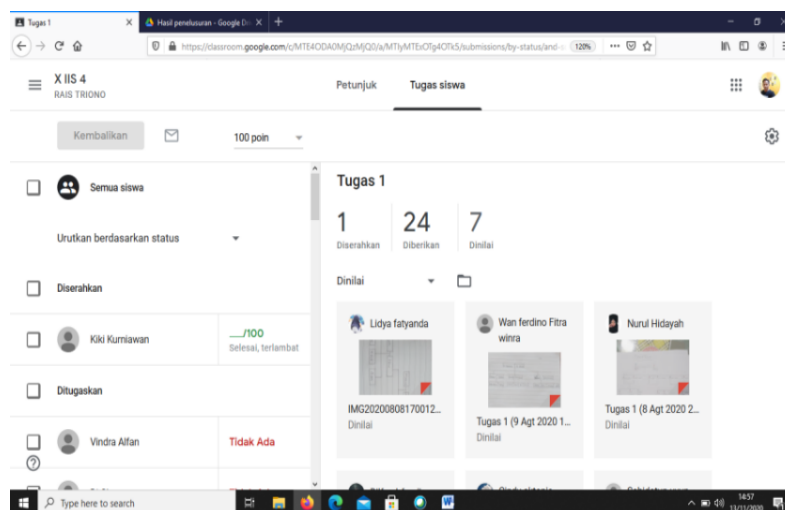 Tugas 1
Hasil penelusuran - Google Dri
https://classroom.google.com/c/MTE4ODA0MjQzMjQ0/a/MTIyMTExOTg4OTk5/submissions/by-status/and-s
120%
X IIS 4
RAIS TRIONO
Petunjuk
Tugas siswa
Kembalikan
100 poin
Semua siswa
Urutkan berdasarkan status
Diserahkan
Kiki Kurniawan
__/100
Selesai, terlambat
Ditugaskan
Vindra Alfan
Tidak Ada
Tugas 1
1 24 7
Diserahkan Diberikan Dinilai
Dinilai
Lidya fatyanda
IMG20200808170012...
Dinilai
Wan ferdino Fitra
winra
Tugas 1 (9 Agt 2020 1...
Dinilai
Nurul Hidayah
Tugas 1 (8 Agt 2020 2...
Dinilai
Type here to search
14:57
13/11/2020